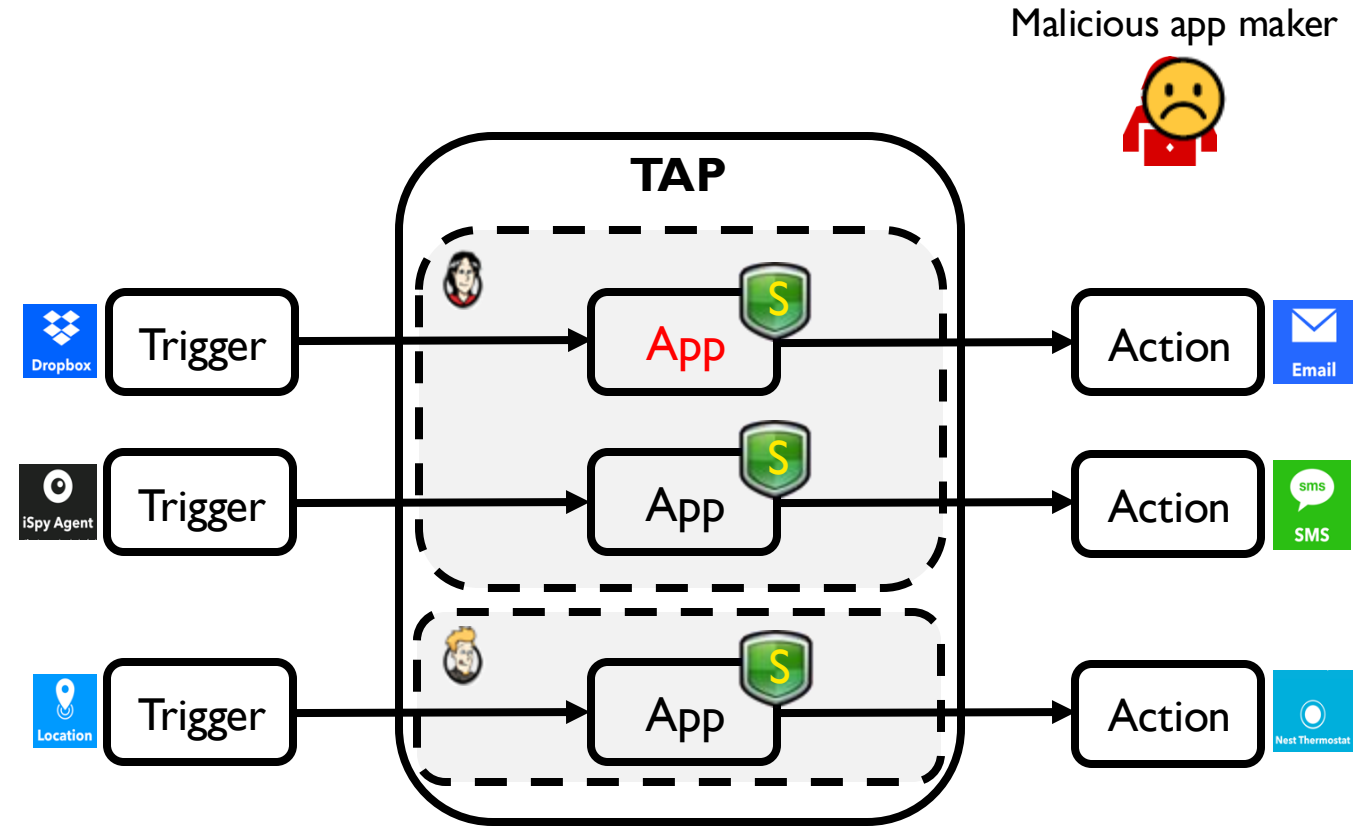 Malicious app maker
TAP
S
Dropbox
Trigger
App
Action
Email
S
iSpy Agent
Trigger
App
Action
sms
SMS
S
Location
Trigger
App
Action
Nest Thermostat